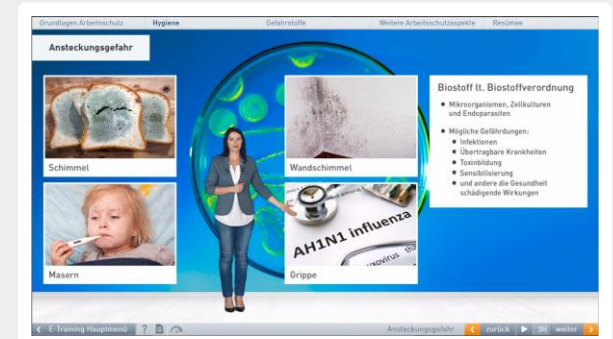 Grundlagen Arbeitsschutz Hygiene Gefahrstoffe Weitere Arbeitsschutzaspekte Resümee
Ansteckungsgefahr
Schimmel
Wandschimmel
Masern
AH1N1 influenza
Grippe
Biostoff lt. Biostoffverordnung
Mikroorganismen, Zellkulturen
und Endoparasiten
Mögliche Gefährdungen:
Infektionen
Übertragbare Krankheiten
Toxinbildung
Sensibilisierung
und andere die Gesundheit
schädigende Wirkungen
E-Training Hauptmenü ? Ansteckungsgefahr zurück weiter